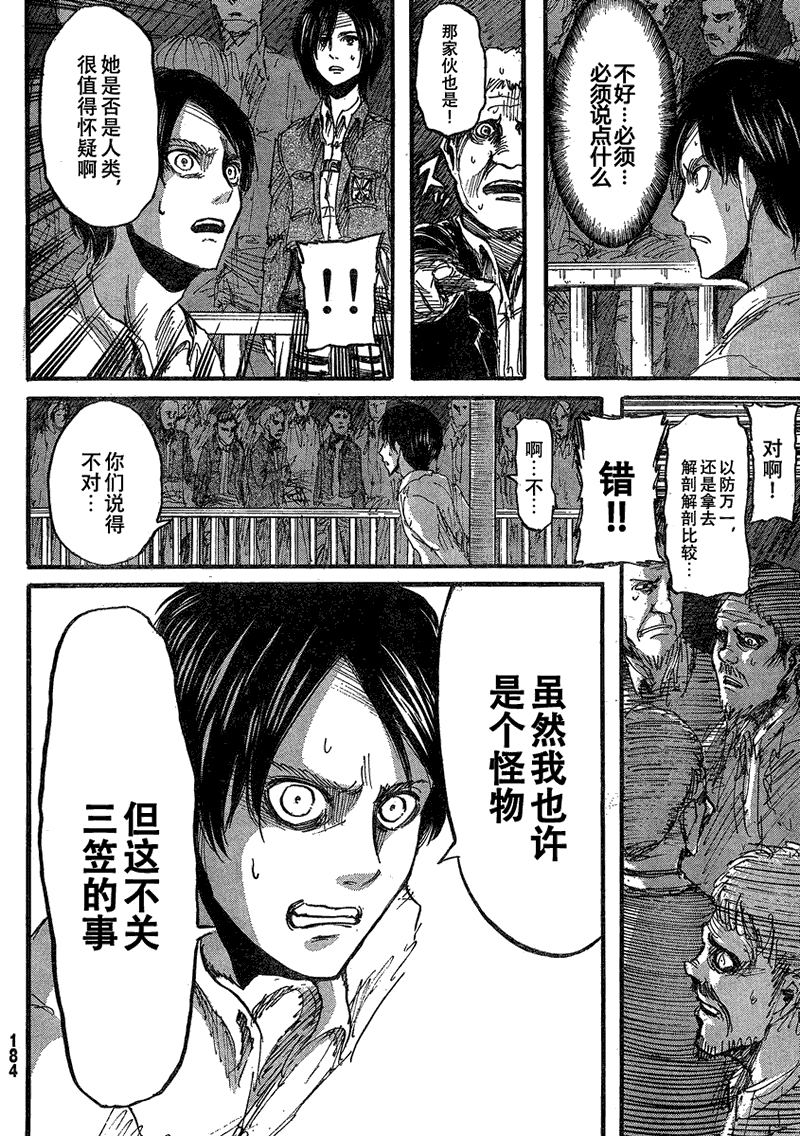 不好…必须…
必须说点什么
那家伙也是！
她是否是人类，
很值得怀疑啊
！！
对啊！
以防万一，
还是拿去
解剖解剖比较…
错!!
啊…不…
你们说得
不对…
虽然我也许
是个怪物
但这不关
三笠的事
184